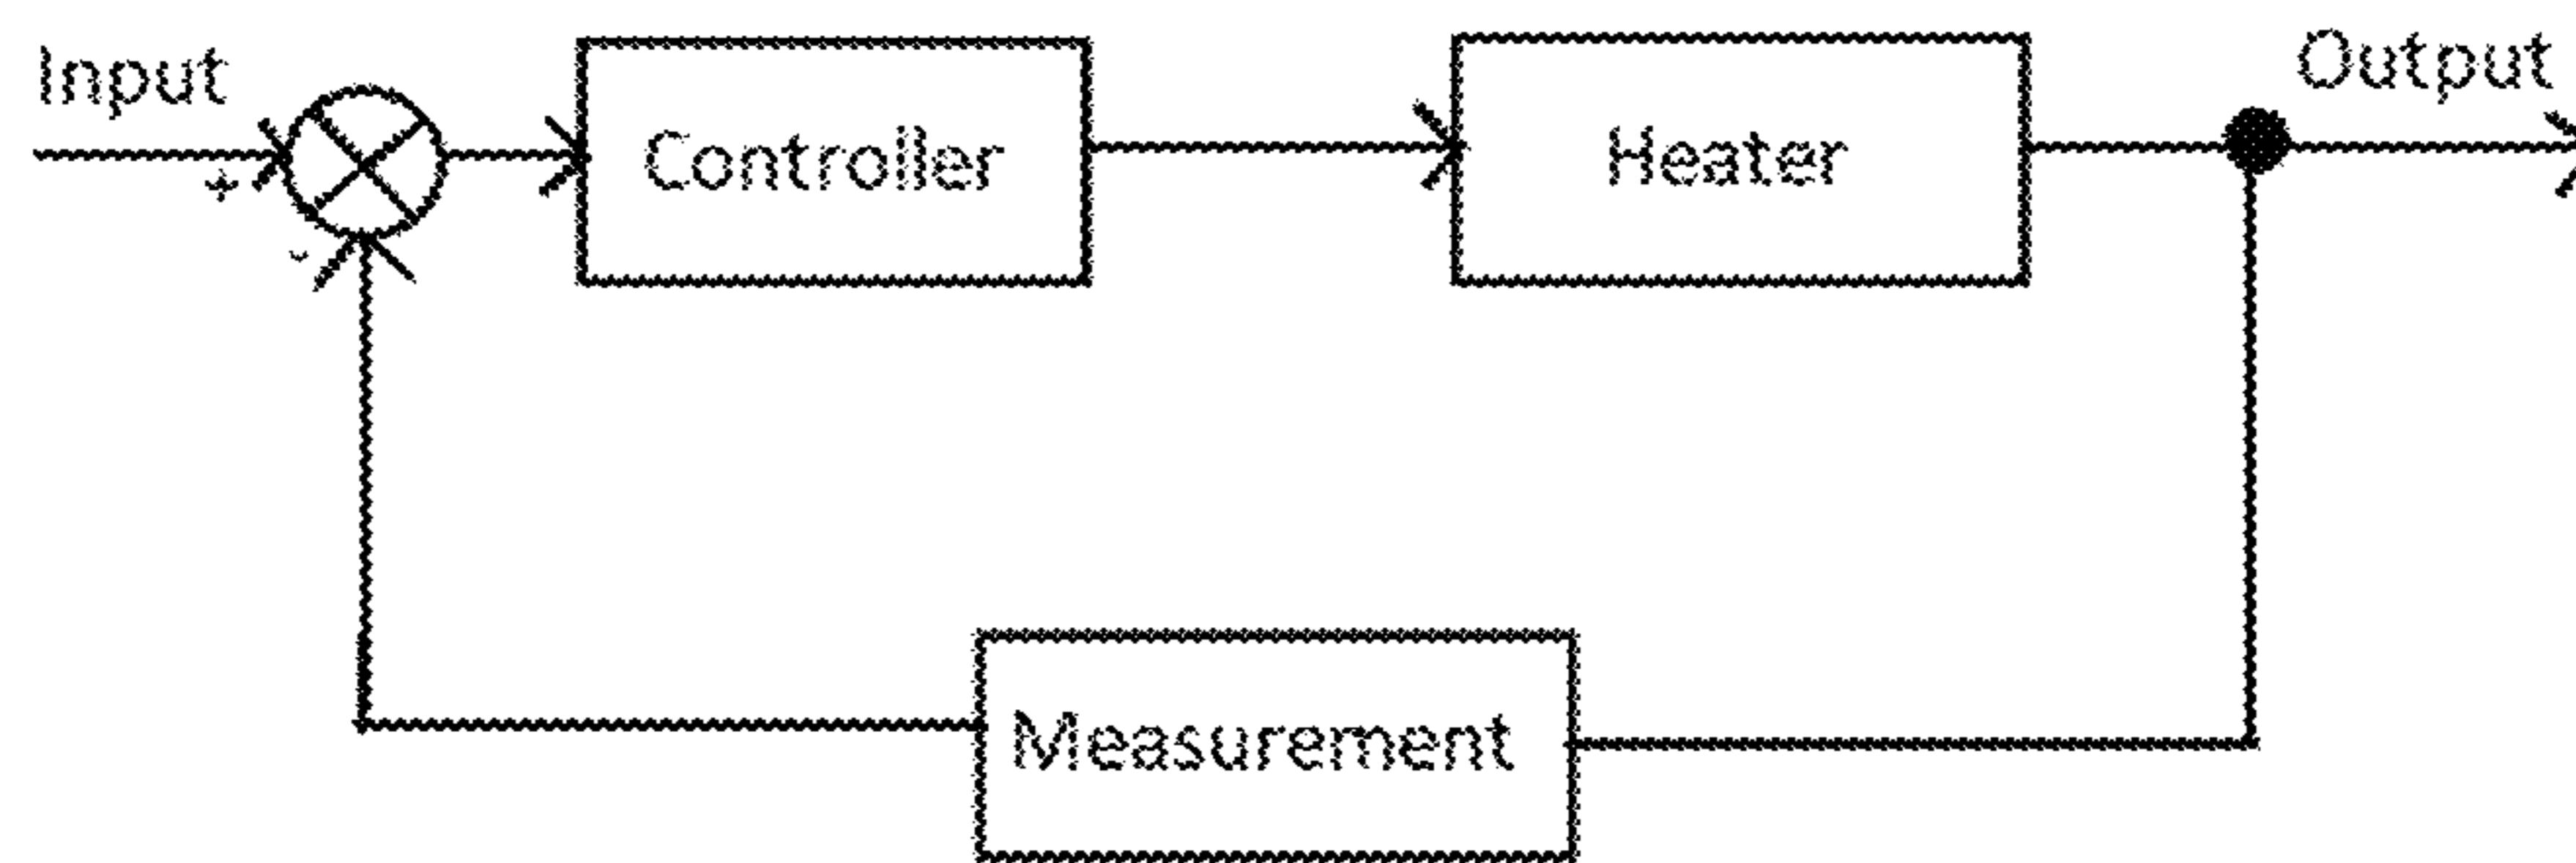 Input
Output
Controller
Heater
+
-
Measurement